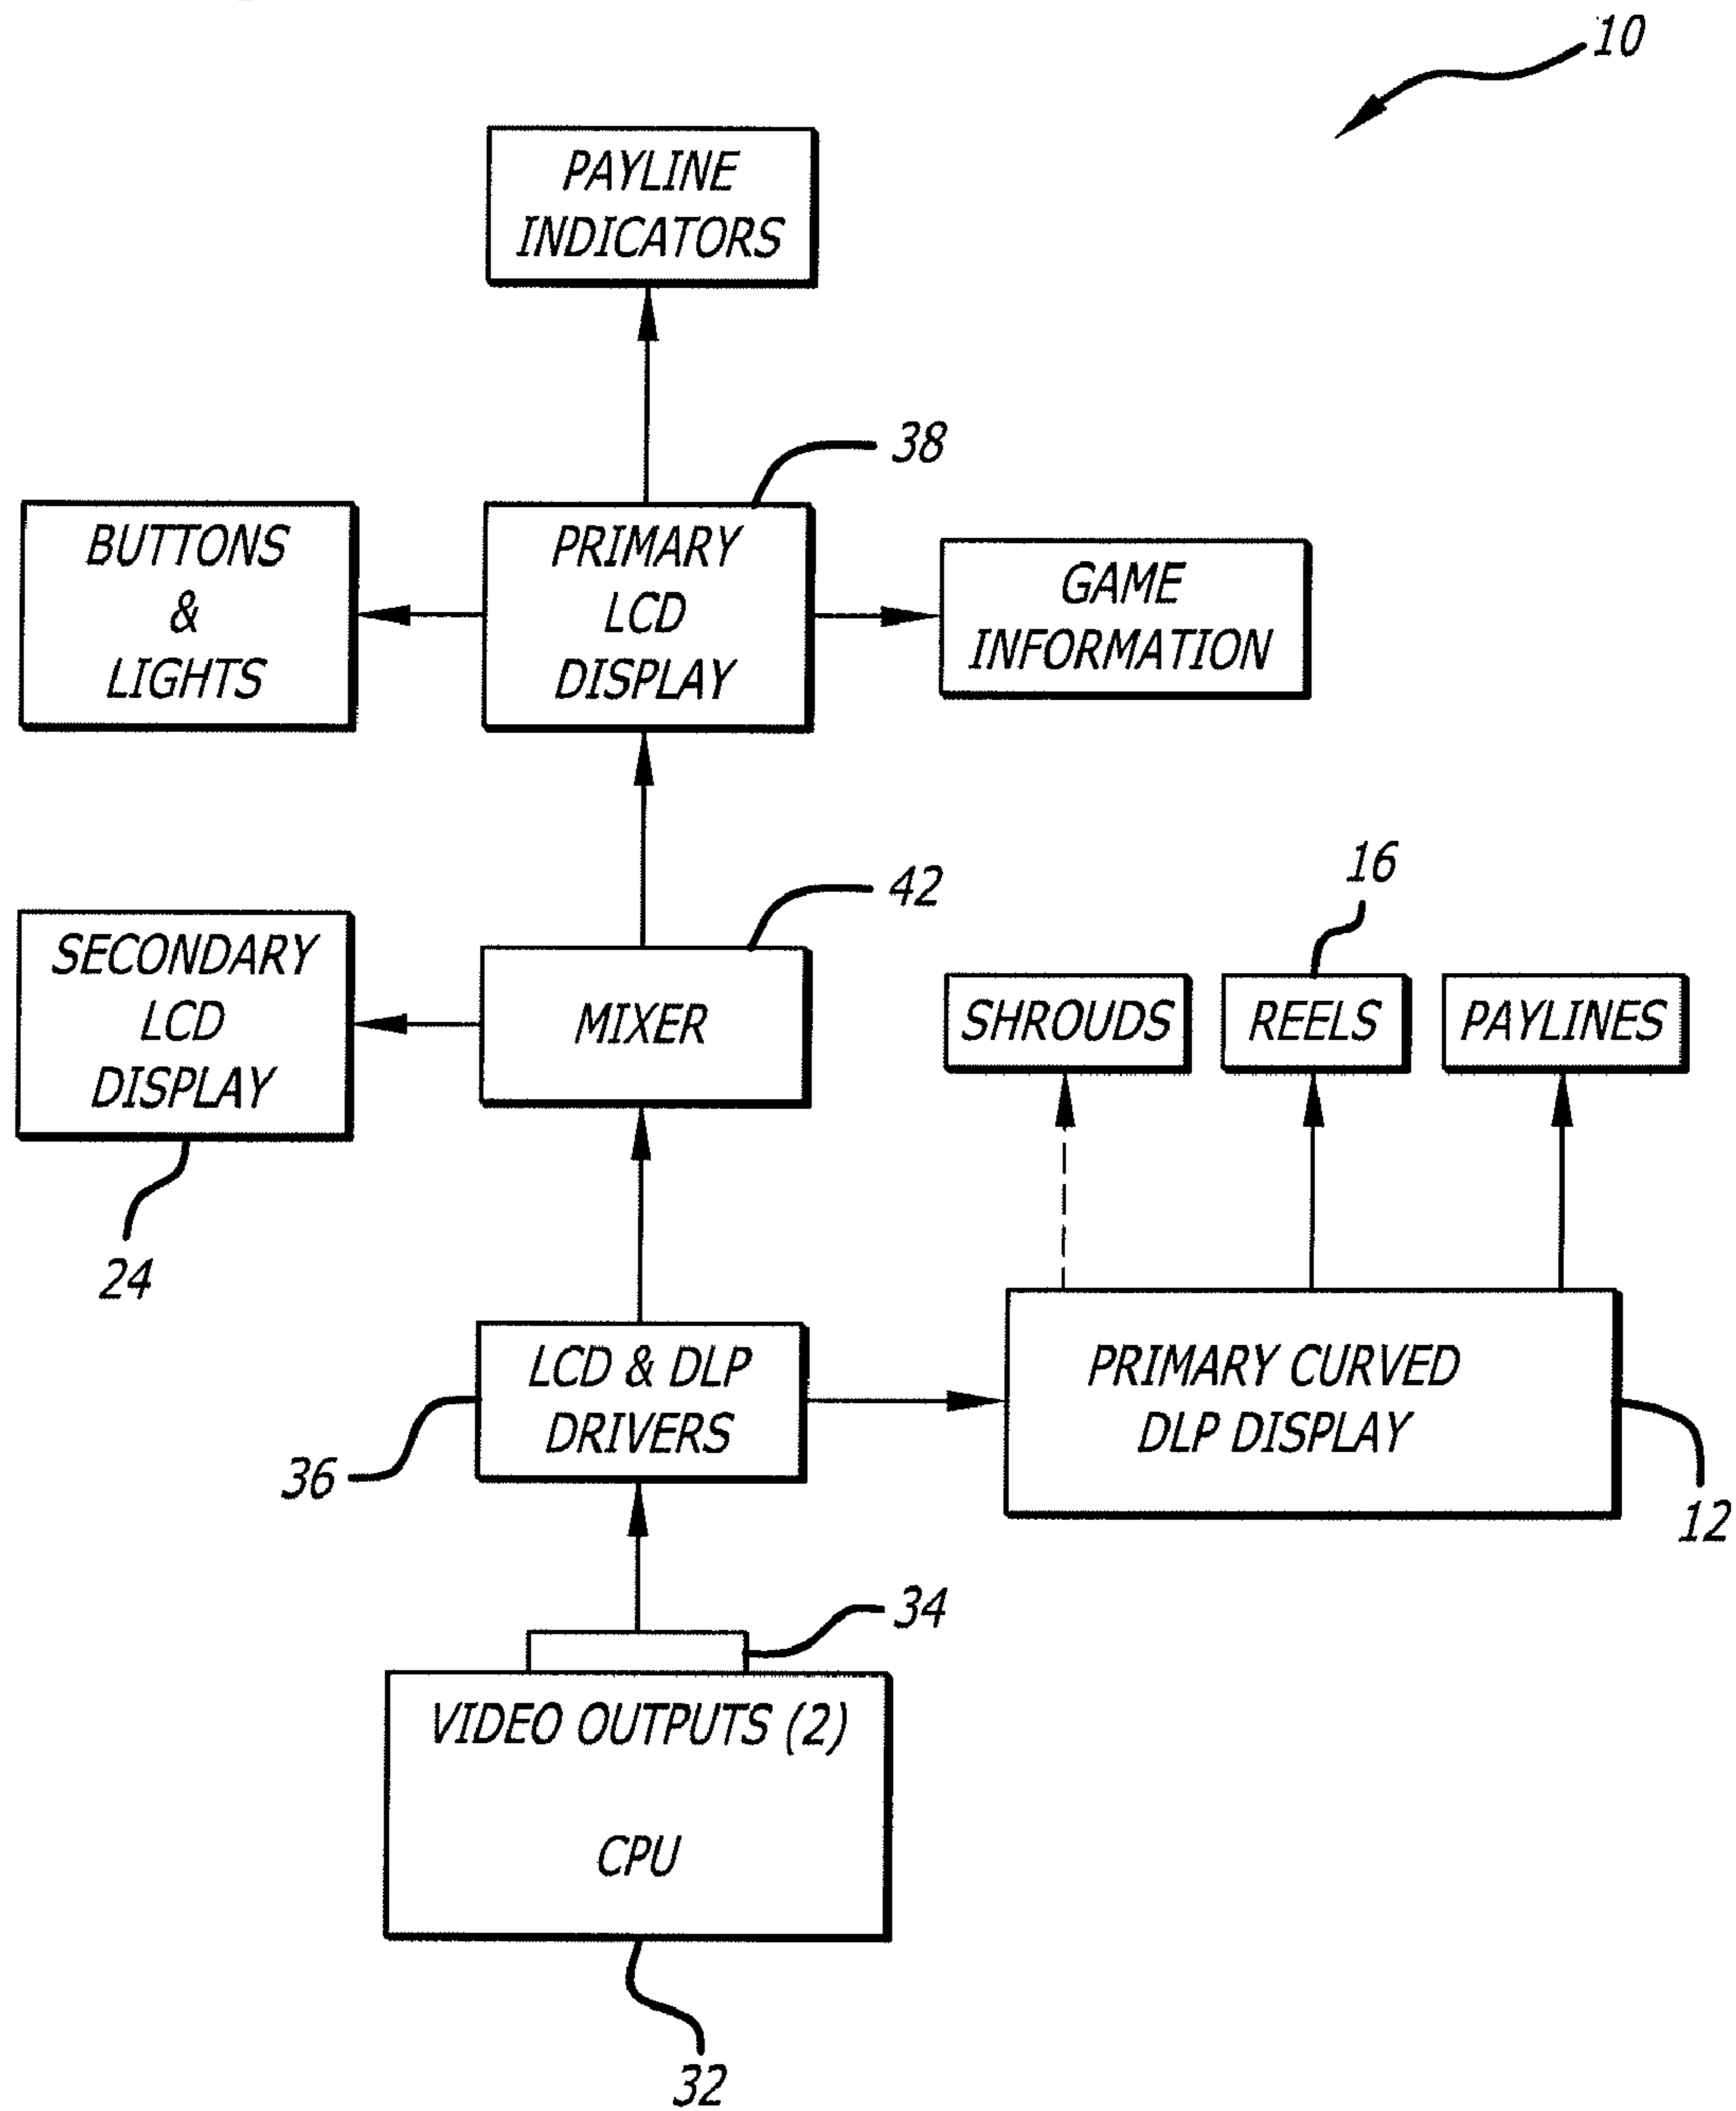 10
PAYLINE
INDICATORS
38
BUTTONS
&
LIGHTS
PRIMARY
LCD
DISPLAY
GAME
INFORMATION
42
16
SECONDARY
LCD
DISPLAY
MIXER
SHROUDS
REELS
PAYLINES
24
LCD & DLP
DRIVERS
PRIMARY CURVED
DLP DISPLAY
36
12
34
VIDEO OUTPUTS (2)
CPU
32